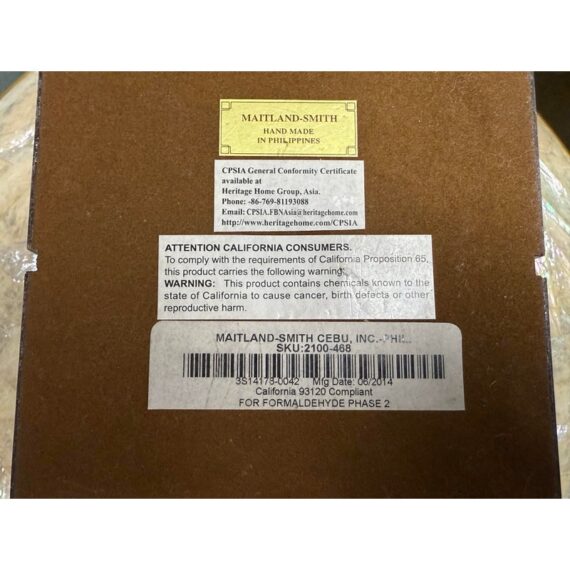 MAITLAND-SMITH
HAND MADE
IN PHILIPPINES
CPSIA General Conformity Certificate
available at
Heritage Home Group, Asia.
Phone: -86-769-81193088
Email: CPSIA.FBNAsia@heritagehome.com
http://www.heritagehome.com/CPSIA
ATTENTION CALIFORNIA CONSUMERS.
To comply with the requirements of California Proposition 65,
this product carries the following warning:
WARNING: This product contains chemicals known to the
state of California to cause cancer, birth defects or other
reproductive harm.
MAITLAND-SMITH CEBU, INC.-PHIL.
SKU:2100-468
3S14178-0042 Mfg Date: 06/2014
California 93120 Compliant
FOR FORMALDEHYDE PHASE 2